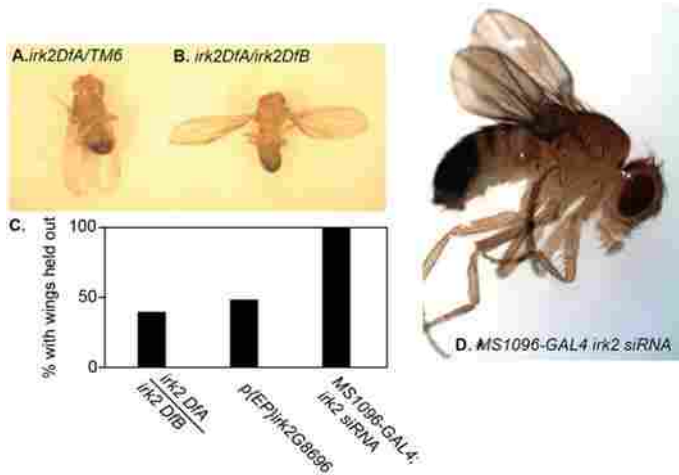 A.irk2DfA/TM6
B. irk2DfA/irk2DfB
C.
% with wings held out
100
50
0
irk2 DfA
irk2 DfB
p(EP)irk2G8696
MS1096-GAL4;
irk2 siRNA
D. MS1096-GAL4 irk2 siRNA